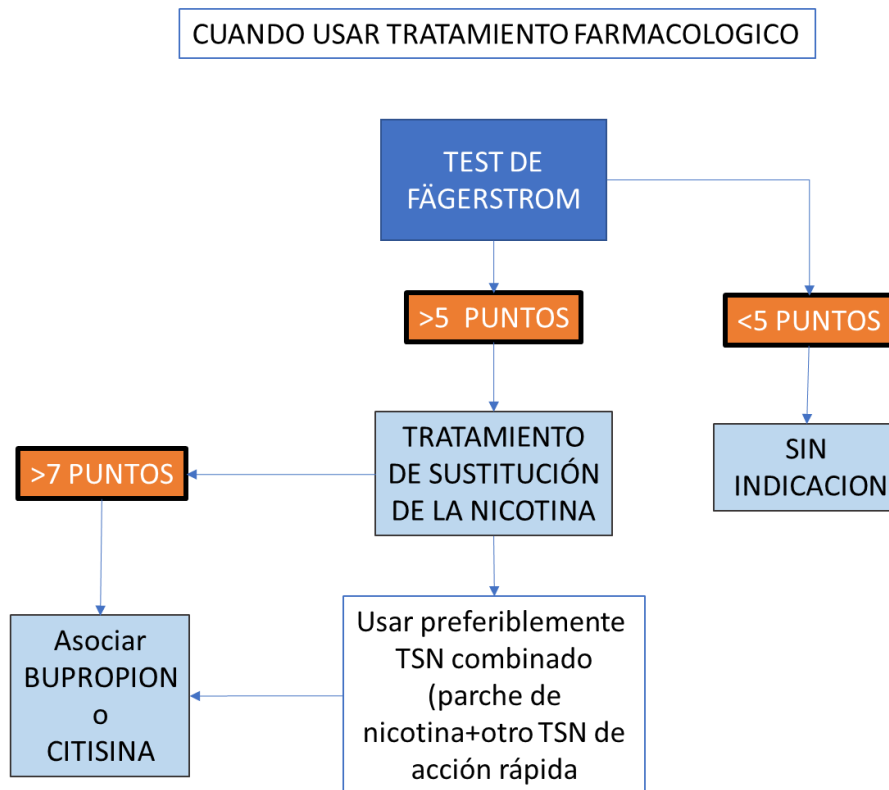 CUANDO USAR TRATAMIENTO FARMACOLOGICO
TEST DE
FÄGERSTROM
>5 PUNTOS
<5 PUNTOS
TRATAMIENTO
DE SUSTITUCIÓN
DE LA NICOTINA
SIN
INDICACION
>7 PUNTOS
Usar preferiblemente
TSN combinado
(parche de
nicotina+otro TSN de
acción rápida
Asociar
BUPROPION
o
CITISINA